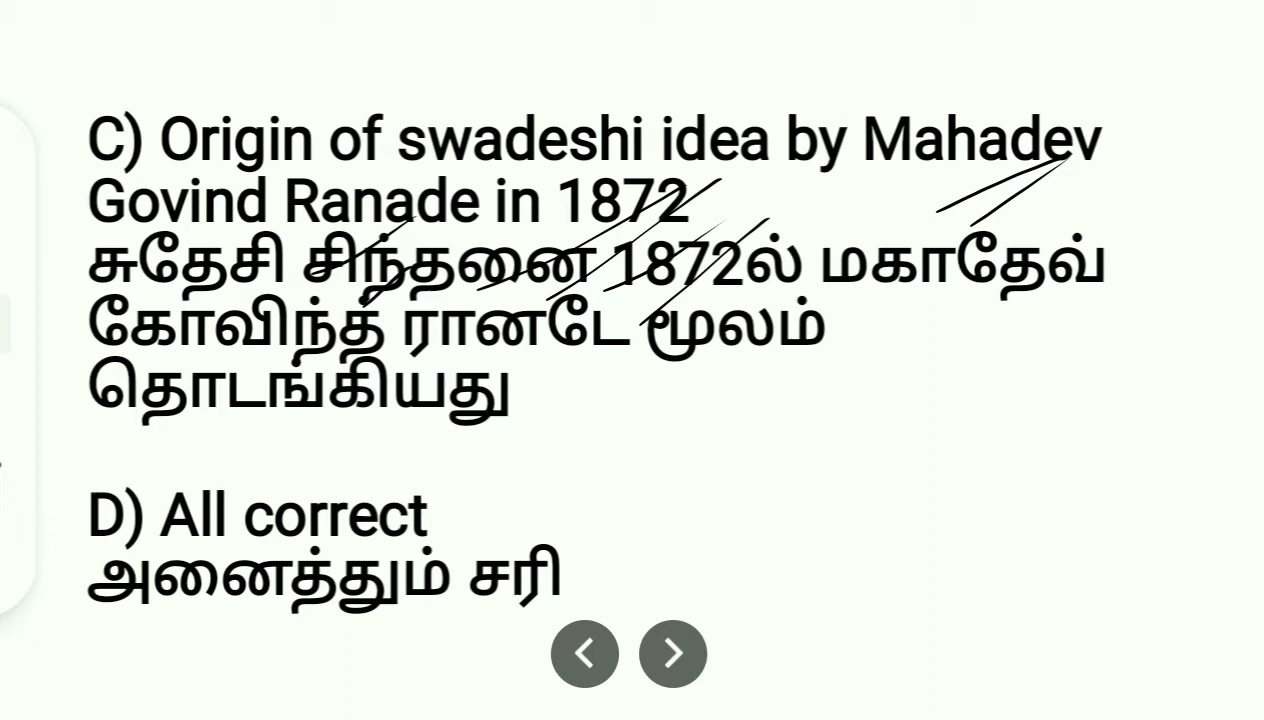 C) Origin of swadeshi idea by Mahadev
Govind Ranade in 1872
சுதேசி சிந்தனை 1872ல் மகாதேவ்
கோவிந்த் ரானடே மூலம்
தொடங்கியது
D) All correct
அனைத்தும் சரி